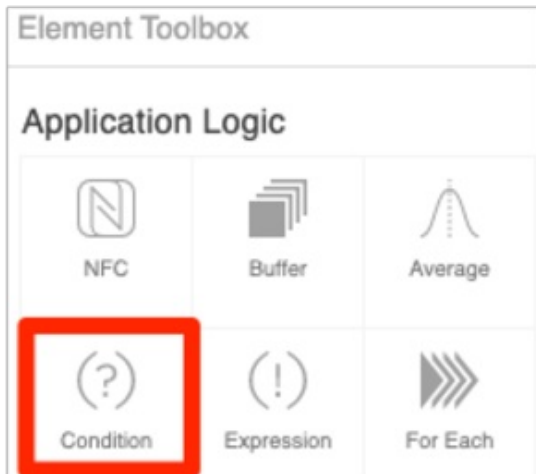 Element Toolbox
Application Logic
NFC Buffer Average
(?) (!)
Condition Expression For Each